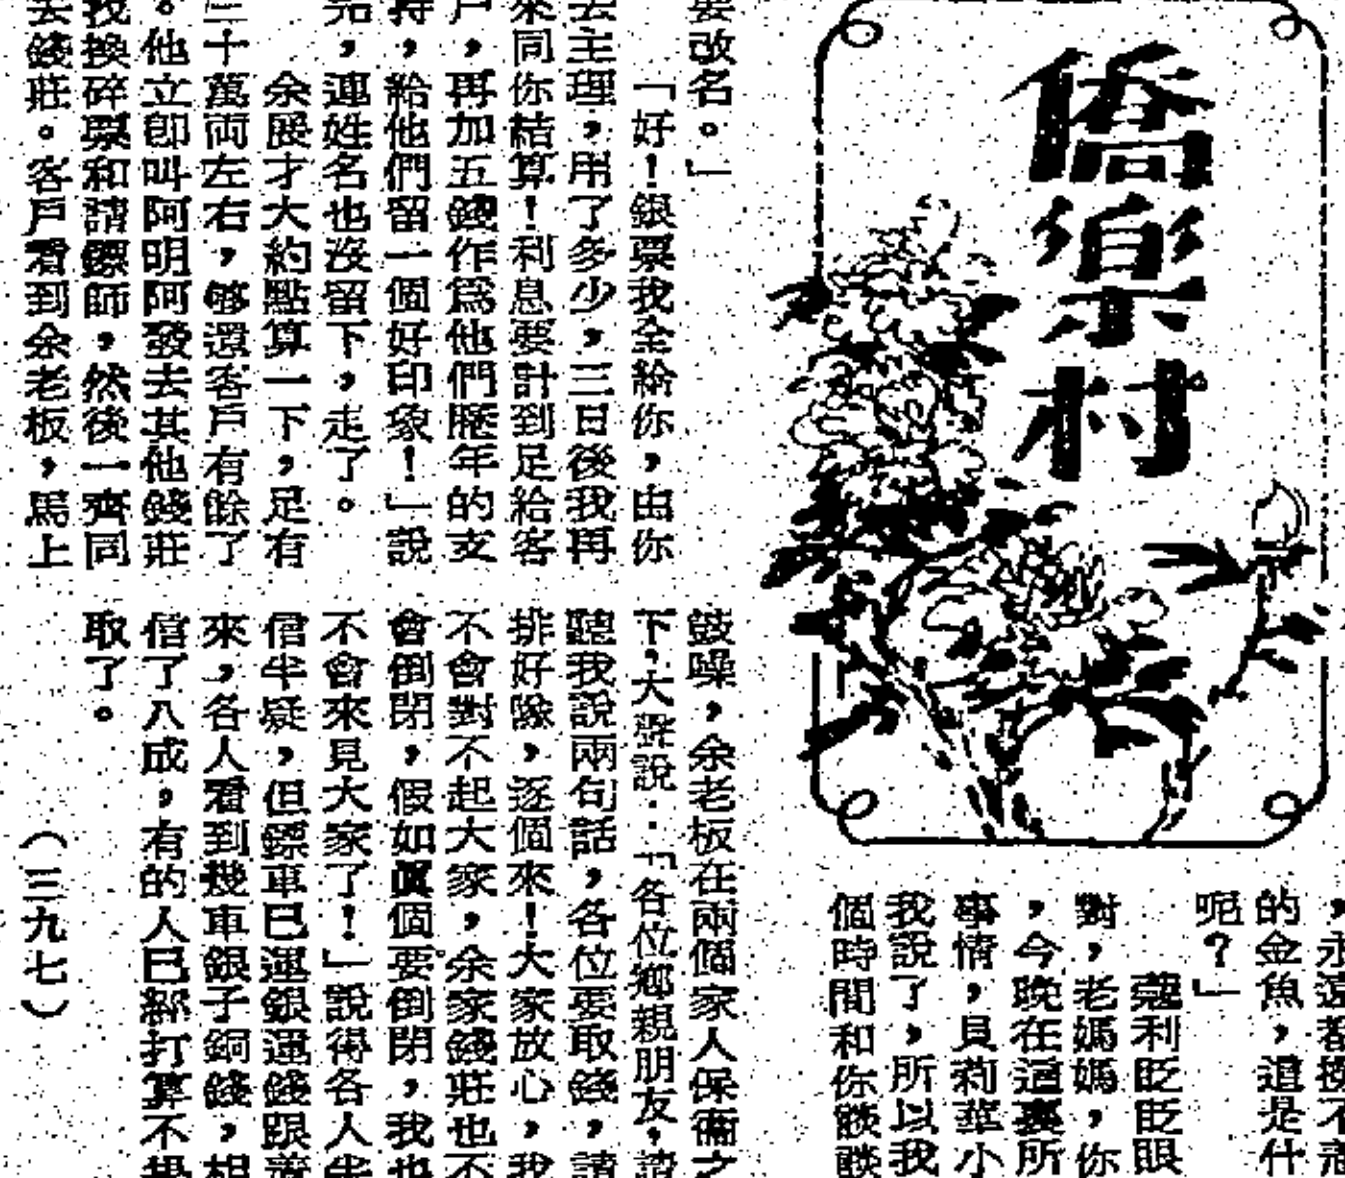 僑樂村
要改名。」
「好!銀票我全給你,由你
去主理,用了多少,三日後我再
來同你結算!利息要計到足給客
戶,再加五錢作爲他們歷年的支
持,給他們留一個好印象!」說
完,連姓名也沒留下,走了。
余展才大約點算一下,足有
三十萬両左右,够還客戶有餘了
。他立卽叫阿明阿發去其他錢莊
找換碎票和請鏢師,然後一齊同
去錢莊。客戶看到余老板,馬上
鼓噪,余老板在兩個家人保衞之
下,大聲說:「各位鄉親朋友,請
聽我說兩句話,各位要取錢,請
排好隊,逐個來!大家放心,我
不會對不起大家,余家錢莊也不
會倒閉,假如眞個要倒閉,我也
不會來見大家了!」說得各人半
信半疑,但鏢車已運銀運錢跟着
來,各人看到幾車銀子銅錢,相
信了八成,有的人已經打算不提
取了。
(三九七)
,永遠都不
的金魚,這是什
呢?」
蔻利眨眨眼
對,老媽媽,你
,今晚在這裏所
事情,貝莉華小
我說了,所以我
個時間和你談談